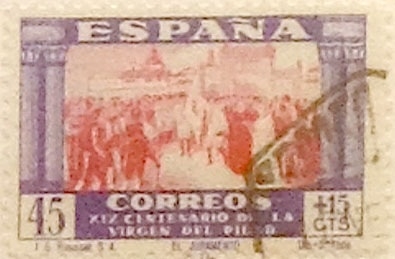 ESPAÑA
CORREOS
45
XIX CENTENARIO DE LA
VIRGEN DEL PILAR
+15
CTS
EL JURAMENTO